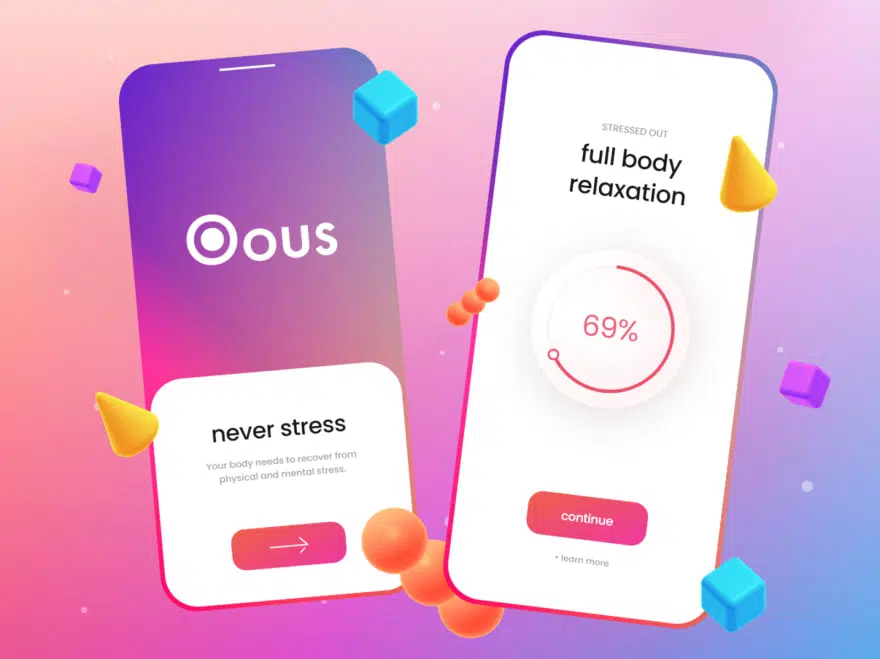 Oous
never stress
Your body needs to recover from
physical and mental stress.
STRESSED OUT
full body
relaxation
69%
continue
• learn more